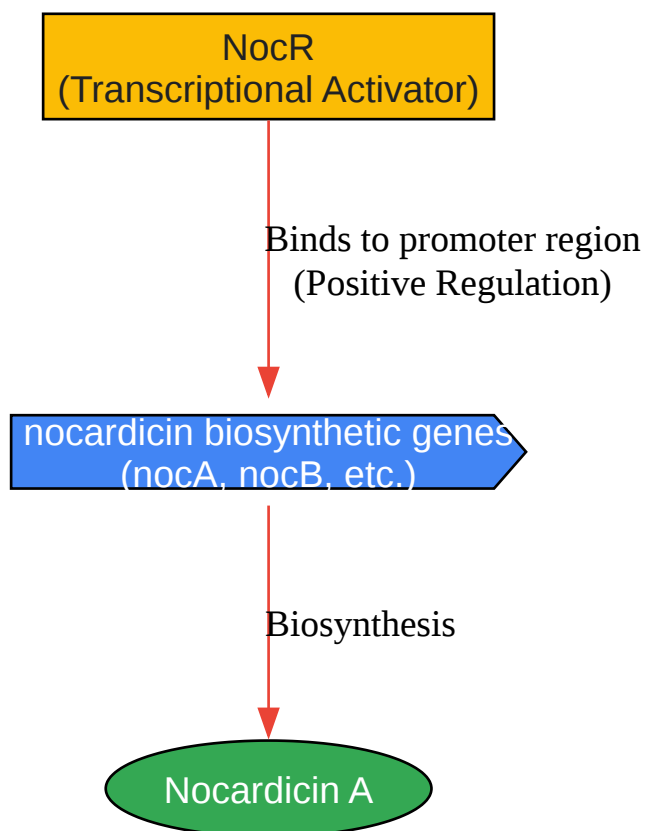 NocR
(Transcriptional Activator)
Binds to promoter region
(Positive Regulation)
nocardicin biosynthetic genes
(nocA, nocB, etc.)
Biosynthesis
Nocardicin A